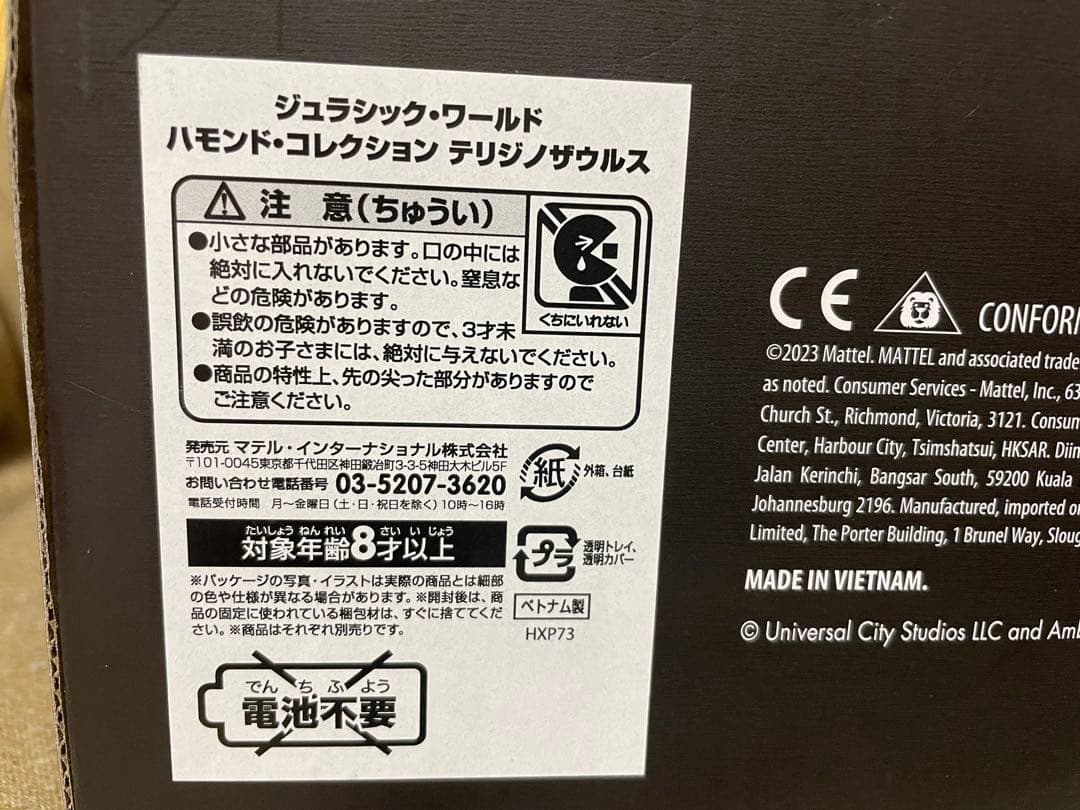 ジュラシック・ワールド
ハモンド・コレクション テリジノザウルス
注 意(ちゅうい)
●小さな部品があります。口の中には
絶対に入れないでください。窒息な
どの危険があります。
●誤飲の危険がありますので、3才未
満のお子さまには、絶対に与えないでください。
●商品の特性上、先の尖った部分がありますので
ご注意ください。
くちにいれない
発売元 マテル・インターナショナル株式会社
〒101-0045東京都千代田区神田鍛冶町3-3-5神田大木ビル5F
お問い合わせ電話番号 03-5207-3620
電話受付時間 月〜金曜日(土・日・祝日を除く)10時〜16時
紙 外箱、台紙
たいしょう ねん れい さい い じょう
対象年齢8才以上
プラ 透明トレイ、
透明カバー
※パッケージの写真・イラストは実際の商品とは細部
の色や仕様が異なる場合があります。※開封後は、商
品の固定に使われている梱包材は、すぐに捨ててくだ
さい。※商品はそれぞれ別売りです。
ベトナム製
HXP73
でん ち ふ よう
電池不要
CE
CONFOR
©2023 Mattel. MATTEL and associated trade
as noted. Consumer Services - Mattel, Inc., 63
Church St., Richmond, Victoria, 3121. Consum
Center, Harbour City, Tsimshatsui, HKSAR. Diim
Jalan Kerinchi, Bangsar South, 59200 Kuala
Johannesburg 2196. Manufactured, imported or
Limited, The Porter Building, 1 Brunel Way, Sloug
MADE IN VIETNAM.
© Universal City Studios LLC and Amb